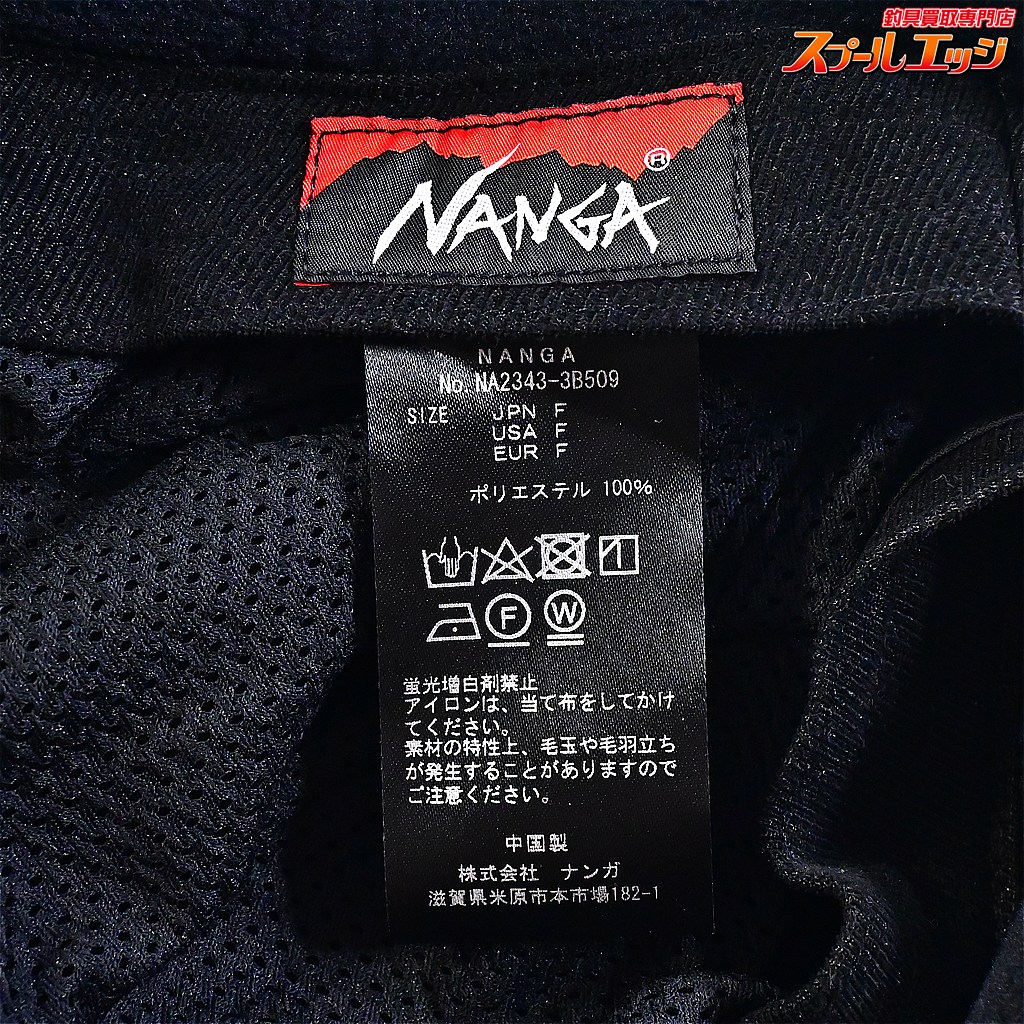 釣具買取専門店
スプールエッジ
NANGA®
NANGA
No. NA2343-3B509
SIZE JPN F
USA F
EUR F
ポリエステル 100%
F W
蛍光増白剤禁止
アイロンは、当て布をしてかけ
てください。
素材の特性上、毛玉や毛羽立ち
が発生することがありますので
ご注意ください。
中国製
株式会社 ナンガ
滋賀県米原市本市場182-1